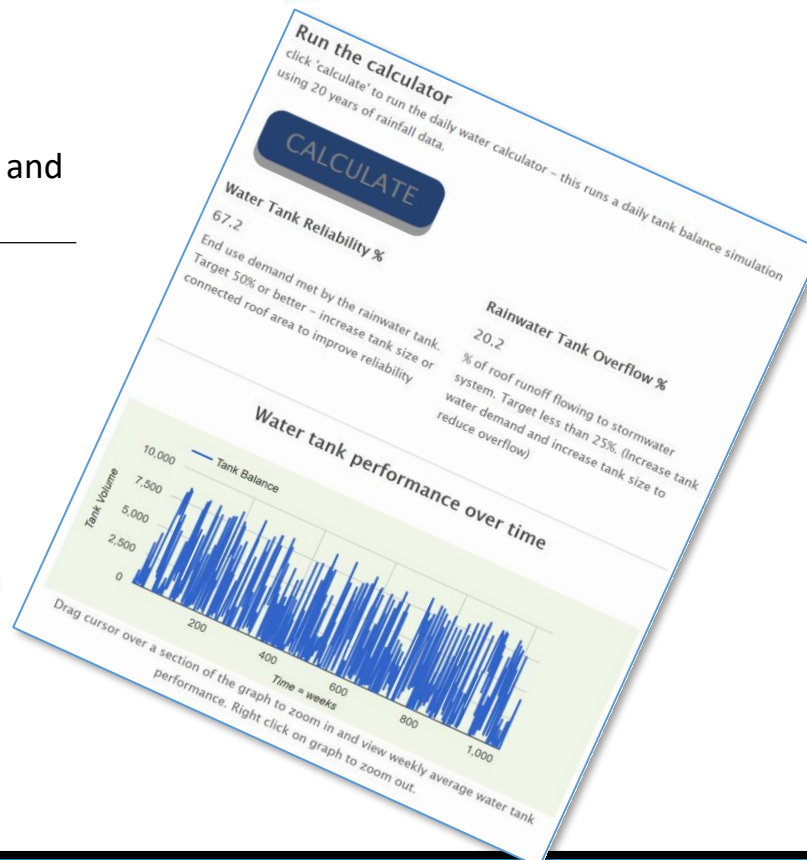 and
Run the calculator
click 'calculate' to run the daily water calculator – this runs a daily tank balance simulation
using 20 years of rainfall data.
CALCULATE
Water Tank Reliability %
67.2
End use demand met by the rainwater tank.
Target 50% or better – increase tank size or
connected roof area to improve reliability
Rainwater Tank Overflow %
20.2
% of roof runoff flowing to stormwater
system. Target less than 25%. (Increase tank
water demand and increase tank size to
reduce overflow)
Water tank performance over time
Tank Balance
Tank Volume
10,000
7,500
5,000
2,500
0
200
400
600
800
1,000
Time = weeks
Drag cursor over a section of the graph to zoom in and view weekly average water tank
performance. Right click on graph to zoom out.